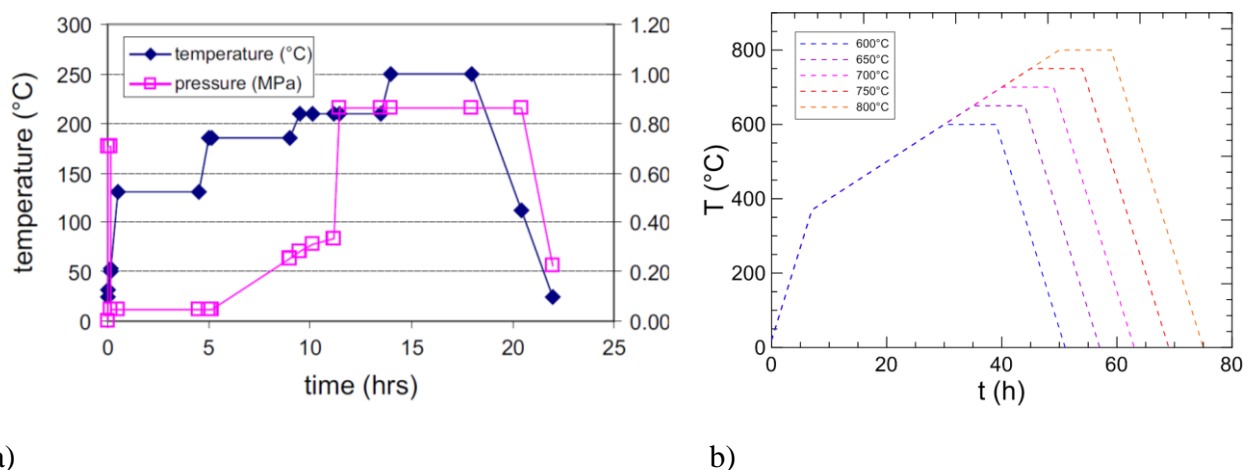 300
250
200
150
100
50
0
temperature (°C)
temperature (°C)
pressure (MPa)
1.20
1.00
0.80
0.60
0.40
0.20
0.00
0 5 10 15 20 25
time (hrs)
800
600
400
200
0
T (°C)
600°C
650°C
700°C
750°C
800°C
0 20 40 60 80
t (h)
)
b)